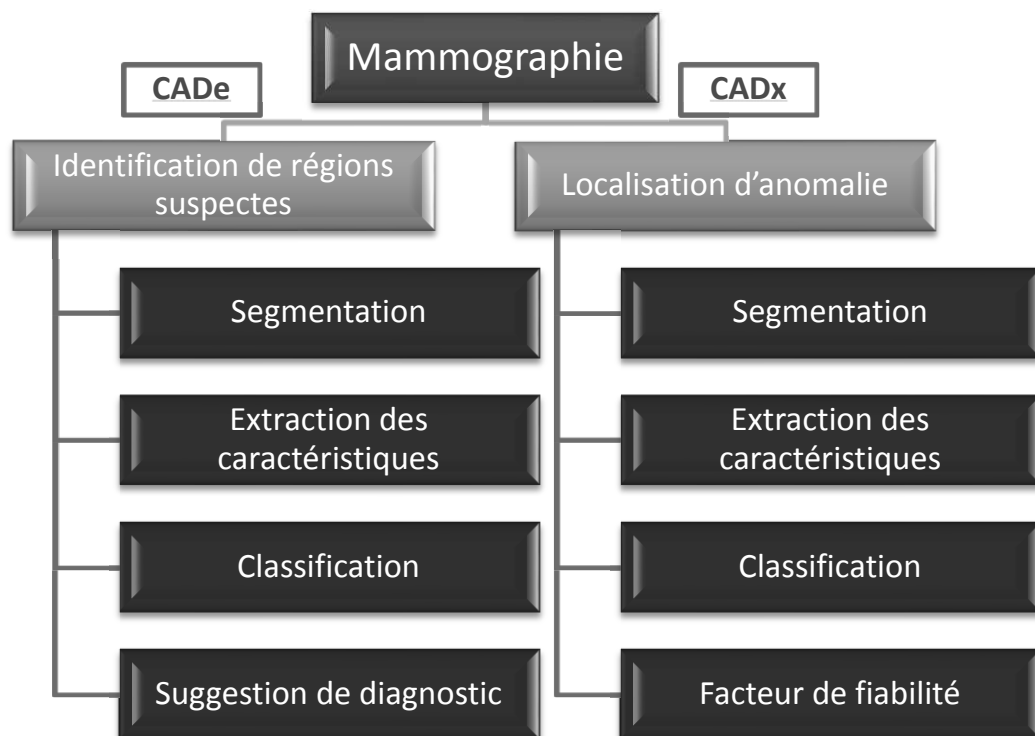 Mammographie
CADe
CADx
Identification de régions
suspectes
Localisation d'anomalie
Segmentation
Extraction des
caractéristiques
Classification
Suggestion de diagnostic
Segmentation
Extraction des
caractéristiques
Classification
Facteur de fiabilité